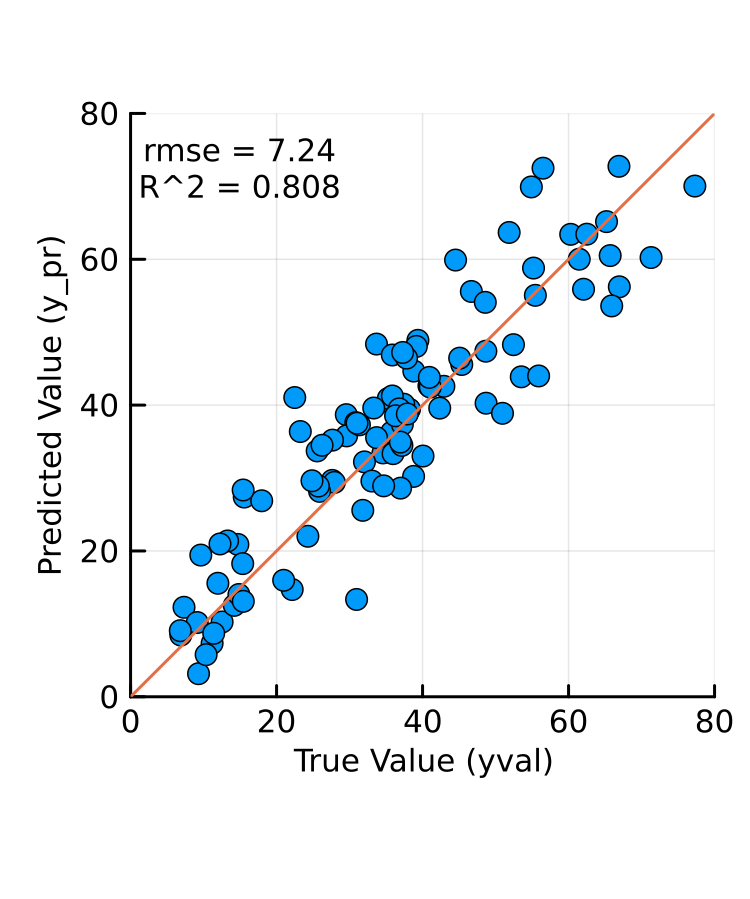 rmse = 7.24
R^2 = 0.808
80
60
40
20
0
0 20 40 60 80
Predicted Value (y_pr)
True Value (yval)